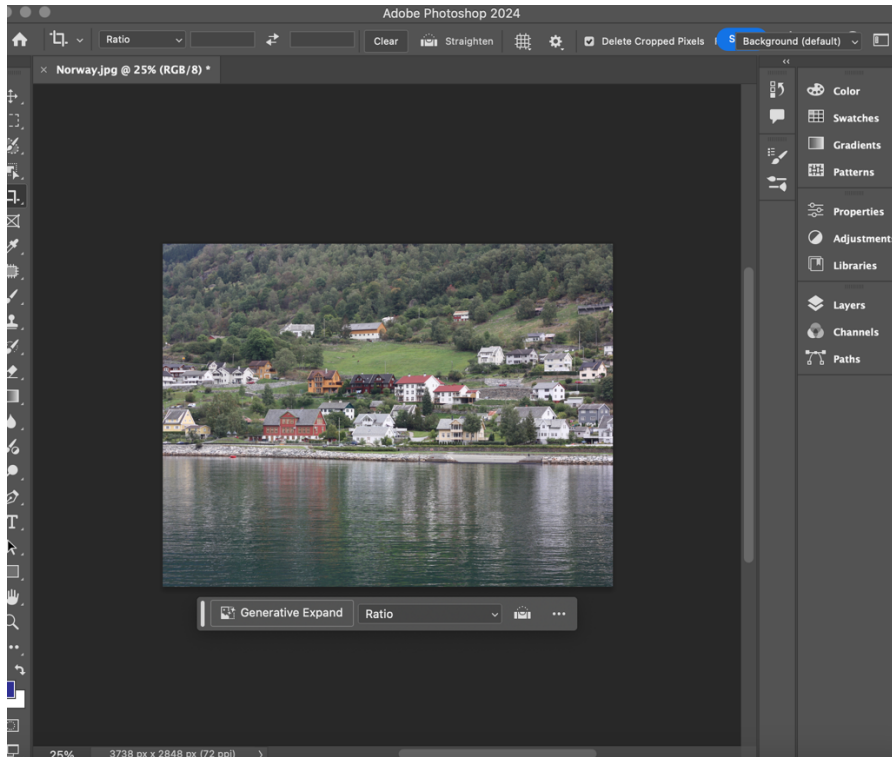 Adobe Photoshop 2024
Ratio
Clear
Straighten
Delete Cropped Pixels
S
Background (default)
× Norway.jpg @ 25% (RGB/8) *
Color
Swatches
Gradients
Patterns
Properties
Adjustment
Libraries
Layers
Channels
Paths
Generative Expand
Ratio
25%
3738 px x 2848 px (72 ppi)